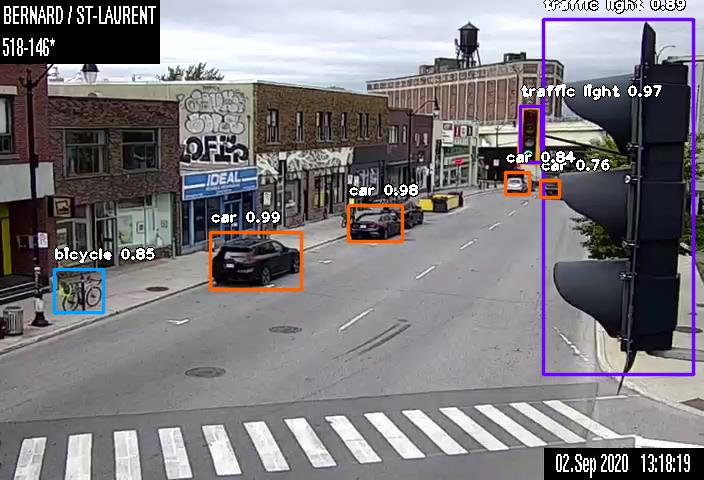 BERNARD / ST-LAURENT
518-146*
traffic light 0.89
traffic light 0.97
car 0.84
car 0.76
car 0.98
car 0.99
bicycle 0.85
IDEAL
02.Sep 2020 13:18:19